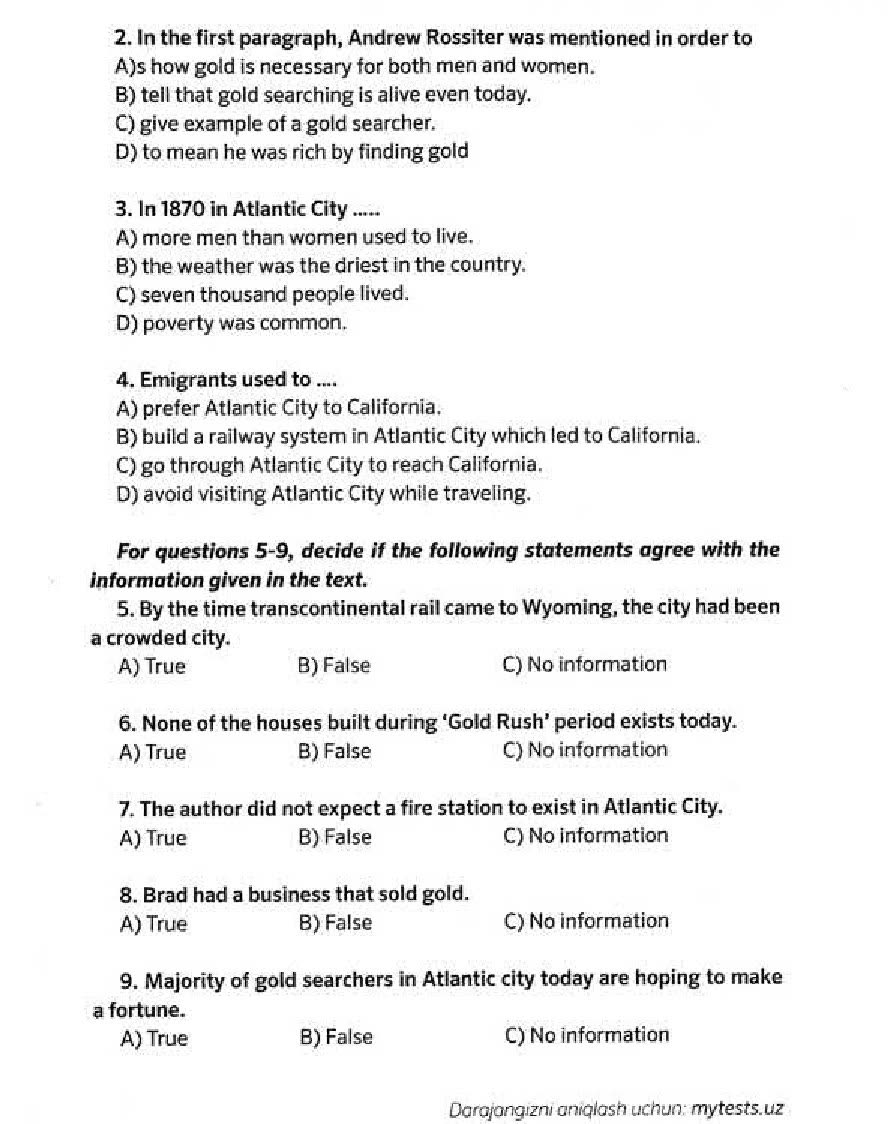 2. In the first paragraph, Andrew Rossiter was mentioned in order to
A)s how gold is necessary for both men and women.
B) tell that gold searching is alive even today.
C) give example of a gold searcher.
D) to mean he was rich by finding gold
3. In 1870 in Atlantic City .....
A) more men than women used to live.
B) the weather was the driest in the country.
C) seven thousand people lived.
D) poverty was common.
4. Emigrants used to ....
A) prefer Atlantic City to California.
B) build a railway system in Atlantic City which led to California.
C) go through Atlantic City to reach California.
D) avoid visiting Atlantic City while traveling.
For questions 5-9, decide if the following statements agree with the
information given in the text.
5. By the time transcontinental rail came to Wyoming, the city had been
a crowded city.
A) True B) False C) No information
6. None of the houses built during ‘Gold Rush’ period exists today.
A) True B) False C) No information
7. The author did not expect a fire station to exist in Atlantic City.
A) True B) False C) No information
8. Brad had a business that sold gold.
A) True B) False C) No information
9. Majority of gold searchers in Atlantic city today are hoping to make
a fortune.
A) True B) False C) No information
Darajangizni aniqlash uchun: mytests.uz